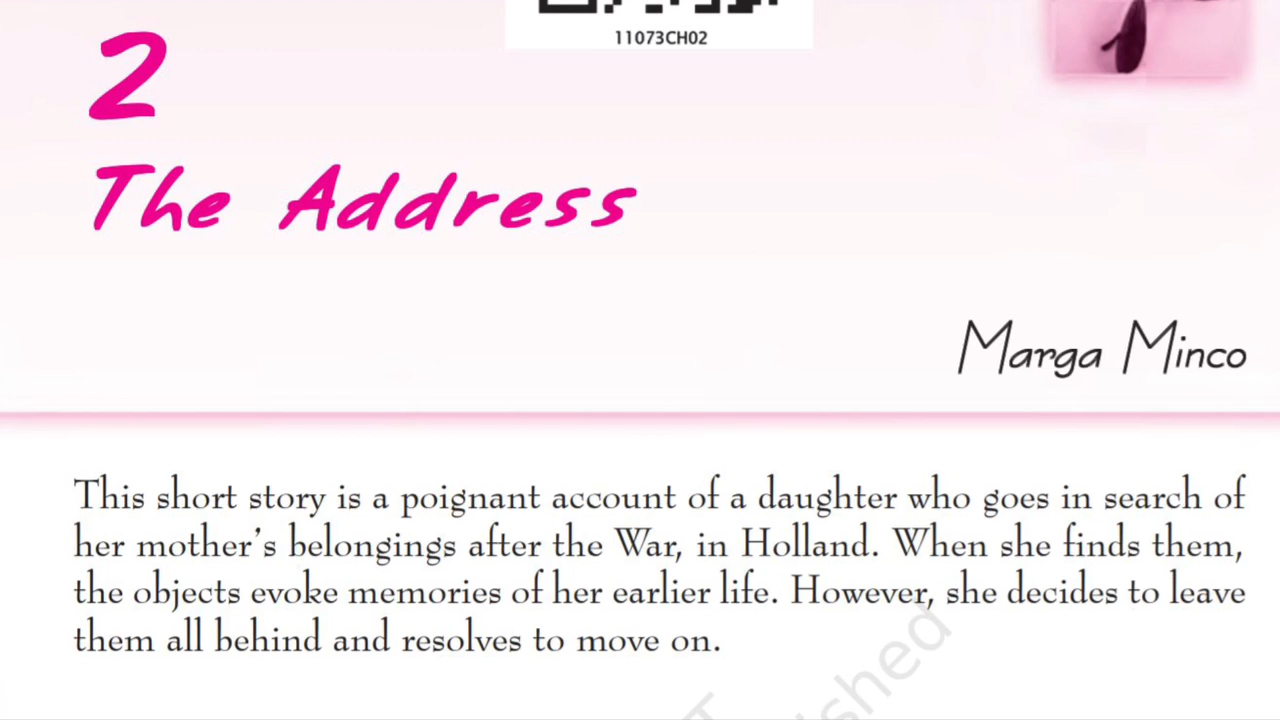 11073CH02
2
The Address
Marga Minco
This short story is a poignant account of a daughter who goes in search of
her mother's belongings after the War, in Holland. When she finds them,
the objects evoke memories of her earlier life. However, she decides to leave
them all behind and resolves to move on.